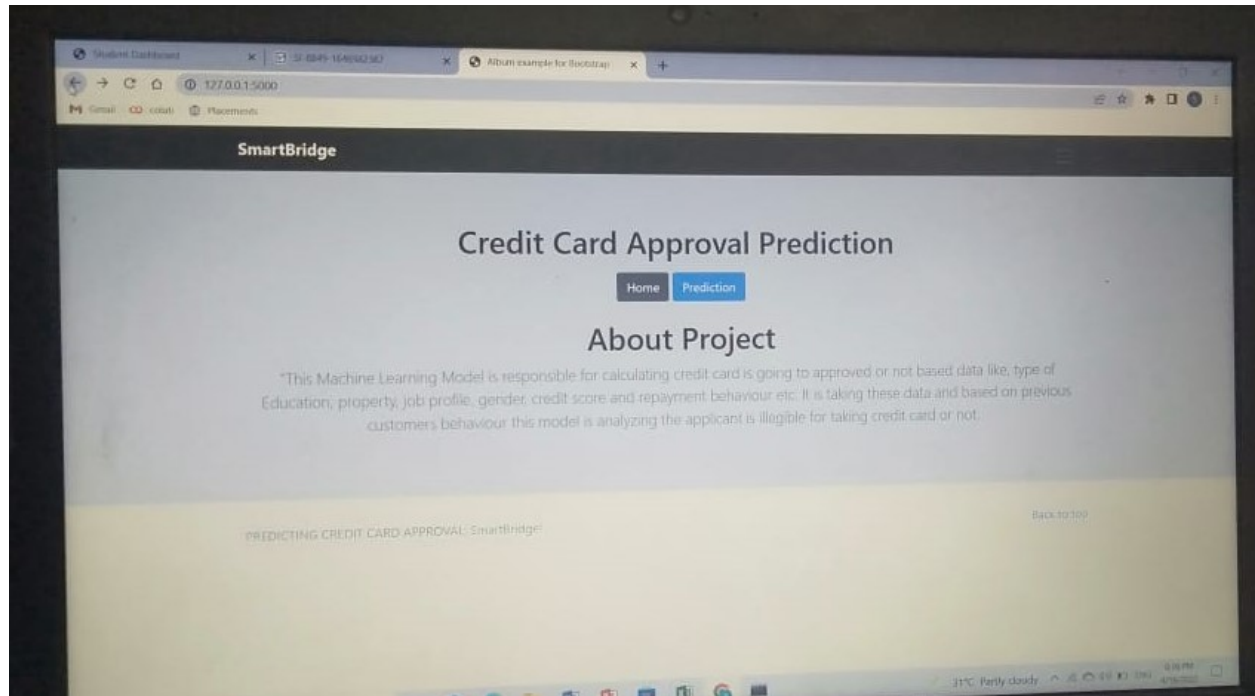 Student Dashboard
Album example for Bootstrap
127.0.0.1:5000
Gmail colab Placements
SmartBridge
Credit Card Approval Prediction
Home Prediction
About Project
"This Machine Learning Model is responsible for calculating credit card is going to approved or not based data like, type of
Education, property, job profile, gender, credit score and repayment behaviour etc. It is taking these data and based on previous
customers behaviour this model is analyzing the applicant is illegible for taking credit card or not.
Back to top
PREDICTING CREDIT CARD APPROVAL: SmartBridge!
31°C Partly cloudy